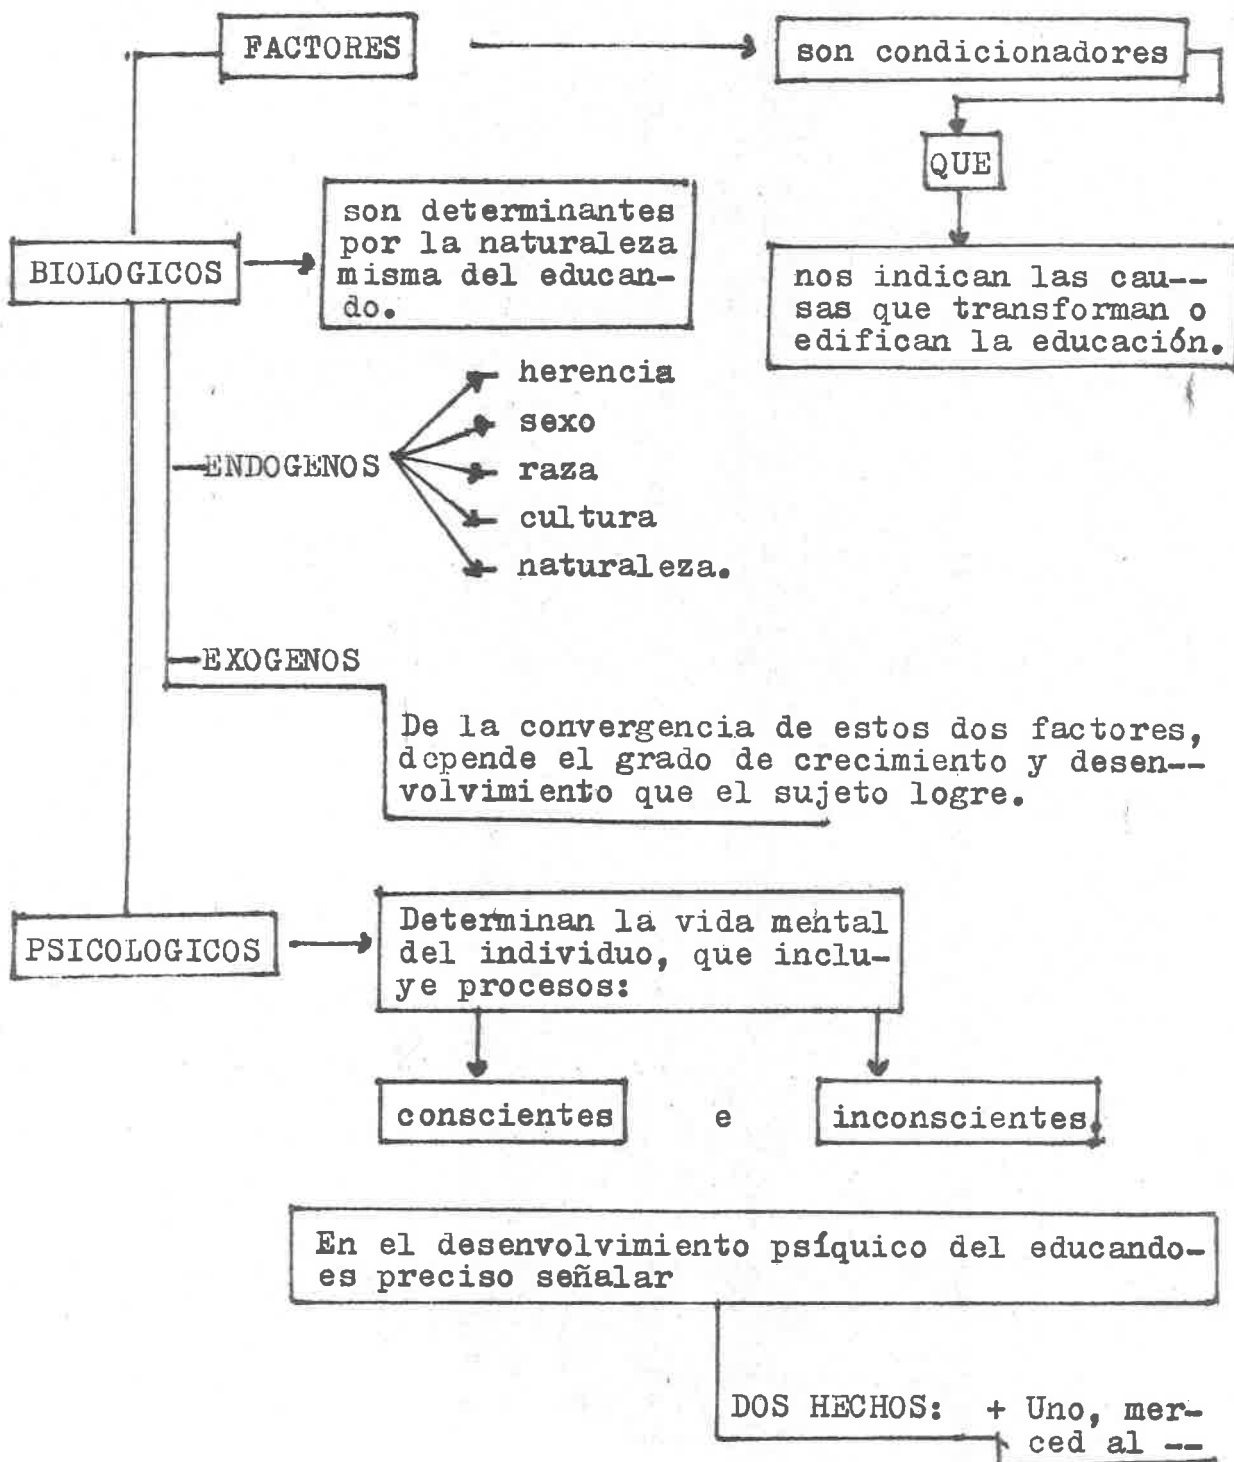 FACTORES
son condicionadores
QUE
nos indican las cau--
sas que transforman o
edifican la educación.
BIOLOGICOS
son determinantes
por la naturaleza
misma del educan-
do.
ENDOGENOS
herencia
sexo
raza
cultura
naturaleza.
EXOGENOS
De la convergencia de estos dos factores,
depende el grado de crecimiento y desen--
volvimiento que el sujeto logre.
PSICOLOGICOS
Determinan la vida mental
del individuo, que inclu-
ye procesos:
conscientes e inconscientes.
En el desenvolvimiento psíquico del educando-
es preciso señalar
DOS HECHOS: + Uno, mer-
ced al --